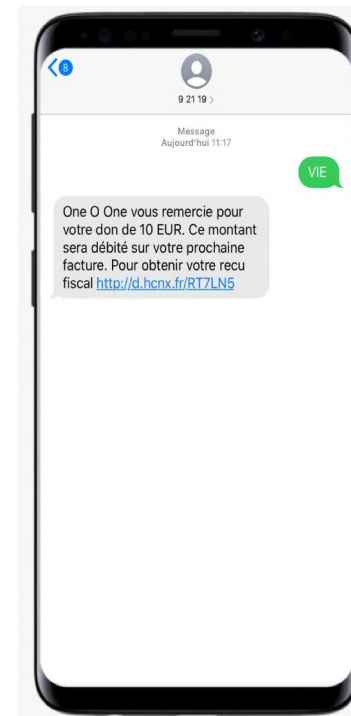 8
9 21 19 >
Message
Aujourd'hui 11:17
VIE
One O One vous remercie pour
votre don de 10 EUR. Ce montant
sera débité sur votre prochaine
facture. Pour obtenir votre recu
fiscal http://d.hcnx.fr/RT7LN5